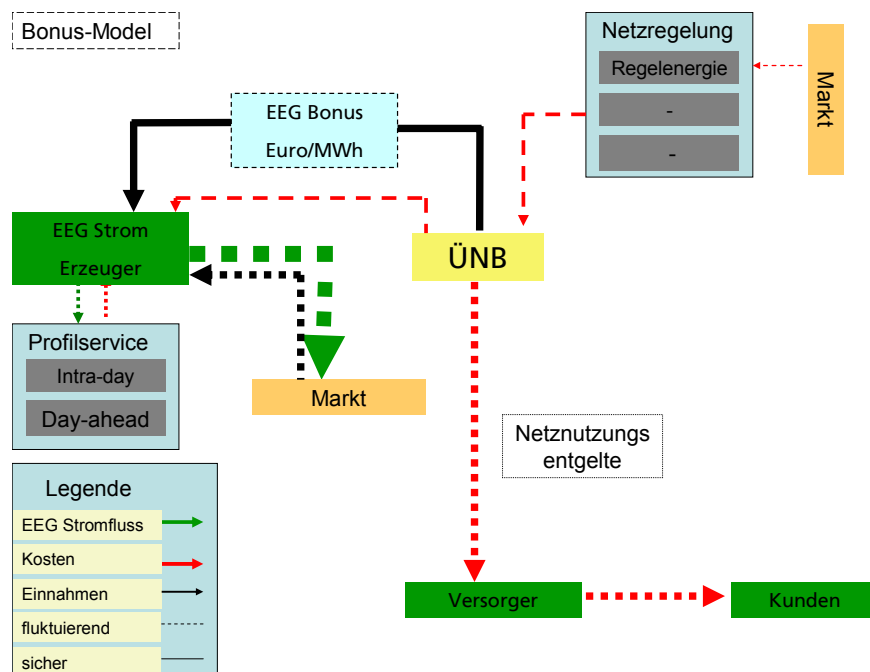 Bonus-Model
Netzregelung
Regelenergie
-
-
Markt
EEG Bonus
Euro/MWh
EEG Strom
Erzeuger
ÜNB
Profilservice
Intra-day
Day-ahead
Markt
Netznutzungs
entgelte
Legende
EEG Stromfluss
Kosten
Einnahmen
fluktuierend
sicher
Versorger
Kunden